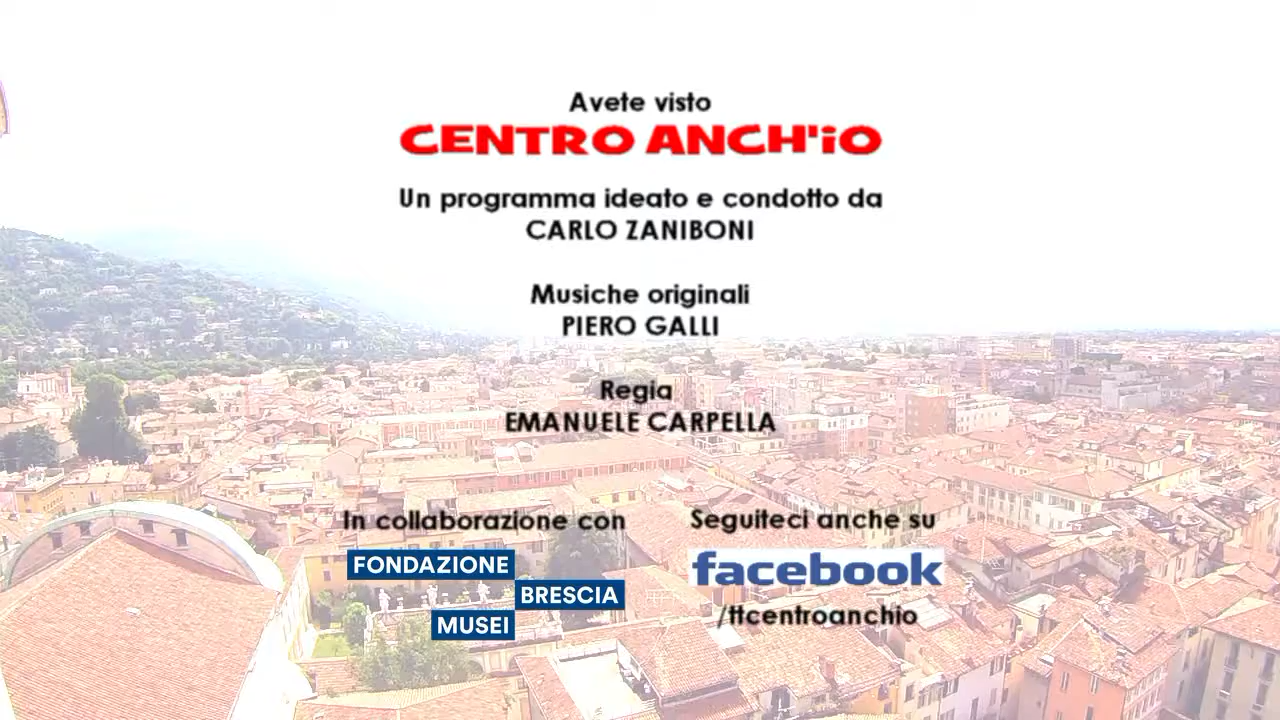 Avete visto
CENTRO ANCH'iO
Un programma ideato e condotto da
CARLO ZANIBONI
Musiche originali
PIERO GALLI
Regia
EMANUELE CARPELLA
In collaborazione con
FONDAZIONE
BRESCIA
MUSEI
Seguiteci anche su
facebook
/ttcentroanchio